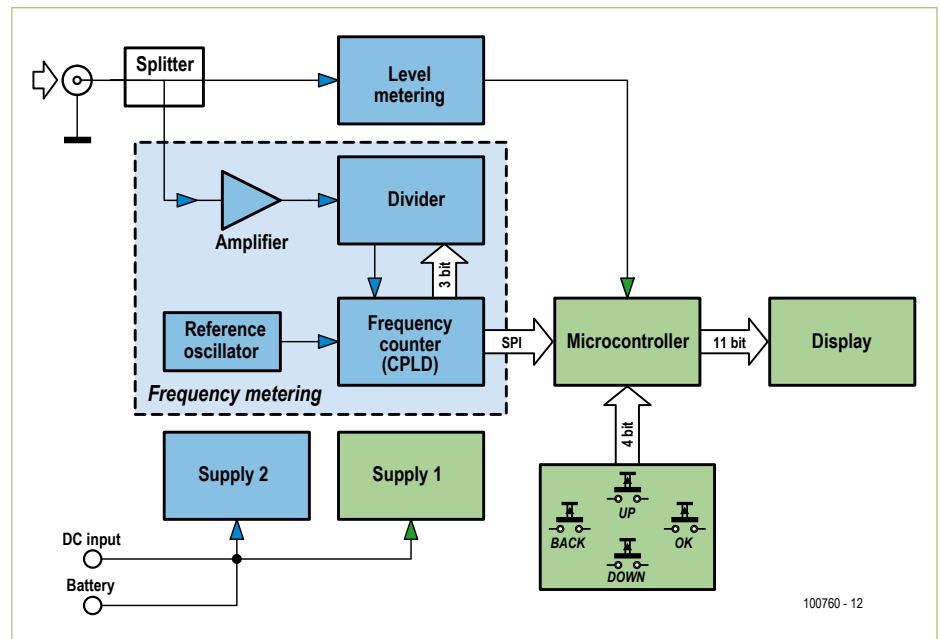 Splitter
Level
metering
Divider
Amplifier
3 bit
Reference
oscillator
Frequency
counter
(CPLD)
SPI
Microcontroller
11 bit
Display
Frequency metering
4 bit
Supply 2
Supply 1
UP
BACK
OK
DOWN
DC input
Battery
100760 - 12